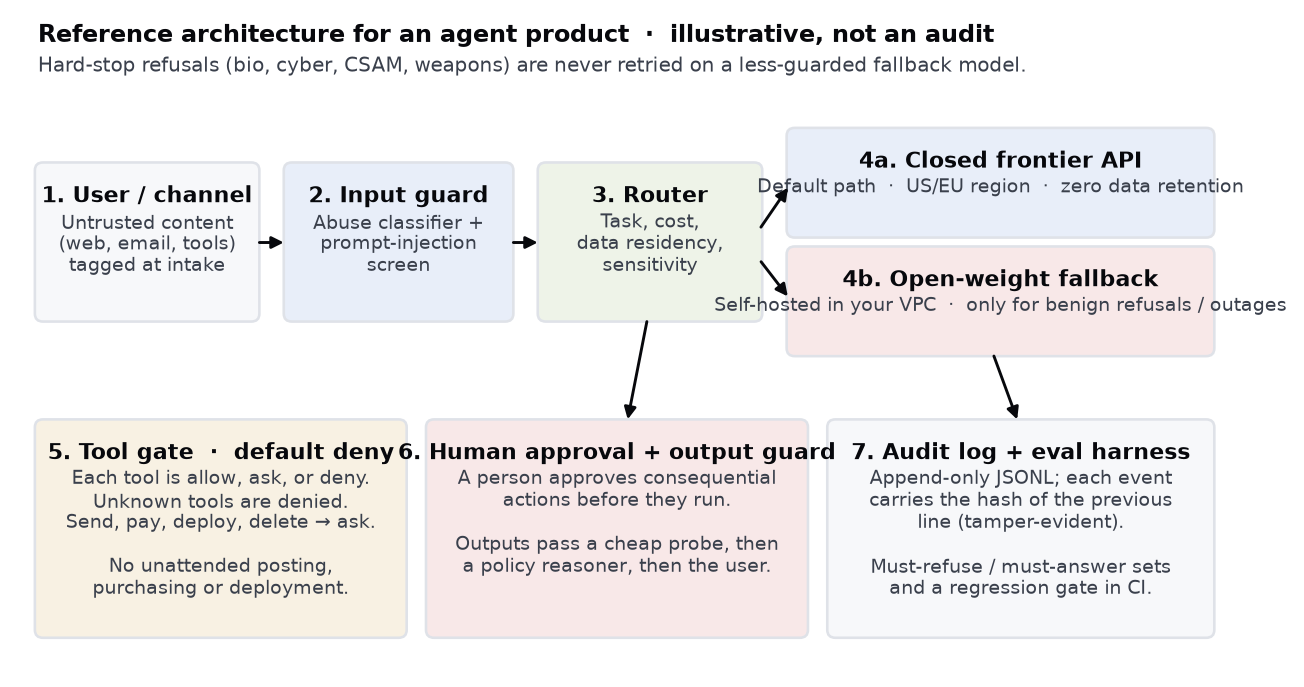 Reference architecture for an agent product · illustrative, not an audit
Hard-stop refusals (bio, cyber, CSAM, weapons) are never retried on a less-guarded fallback model.
1. User / channel
Untrusted content
(web, email, tools)
tagged at intake
2. Input guard
Abuse classifier +
prompt-injection
screen
3. Router
Task, cost,
data residency,
sensitivity
4a. Closed frontier API
Default path · US/EU region · zero data retention
4b. Open-weight fallback
Self-hosted in your VPC · only for benign refusals / outages
5. Tool gate · default deny
Each tool is allow, ask, or deny.
Unknown tools are denied.
Send, pay, deploy, delete → ask.
No unattended posting,
purchasing or deployment.
6. Human approval + output guard
A person approves consequential
actions before they run.
Outputs pass a cheap probe, then
a policy reasoner, then the user.
7. Audit log + eval harness
Append-only JSONL; each event
carries the hash of the previous
line (tamper-evident).
Must-refuse / must-answer sets
and a regression gate in CI.